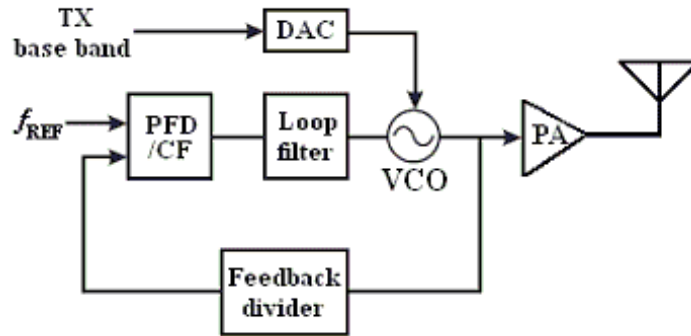 TX
base band
DAC
fREF
PFD
/CF
Loop
filter
VCO
PA
Feedback
divider